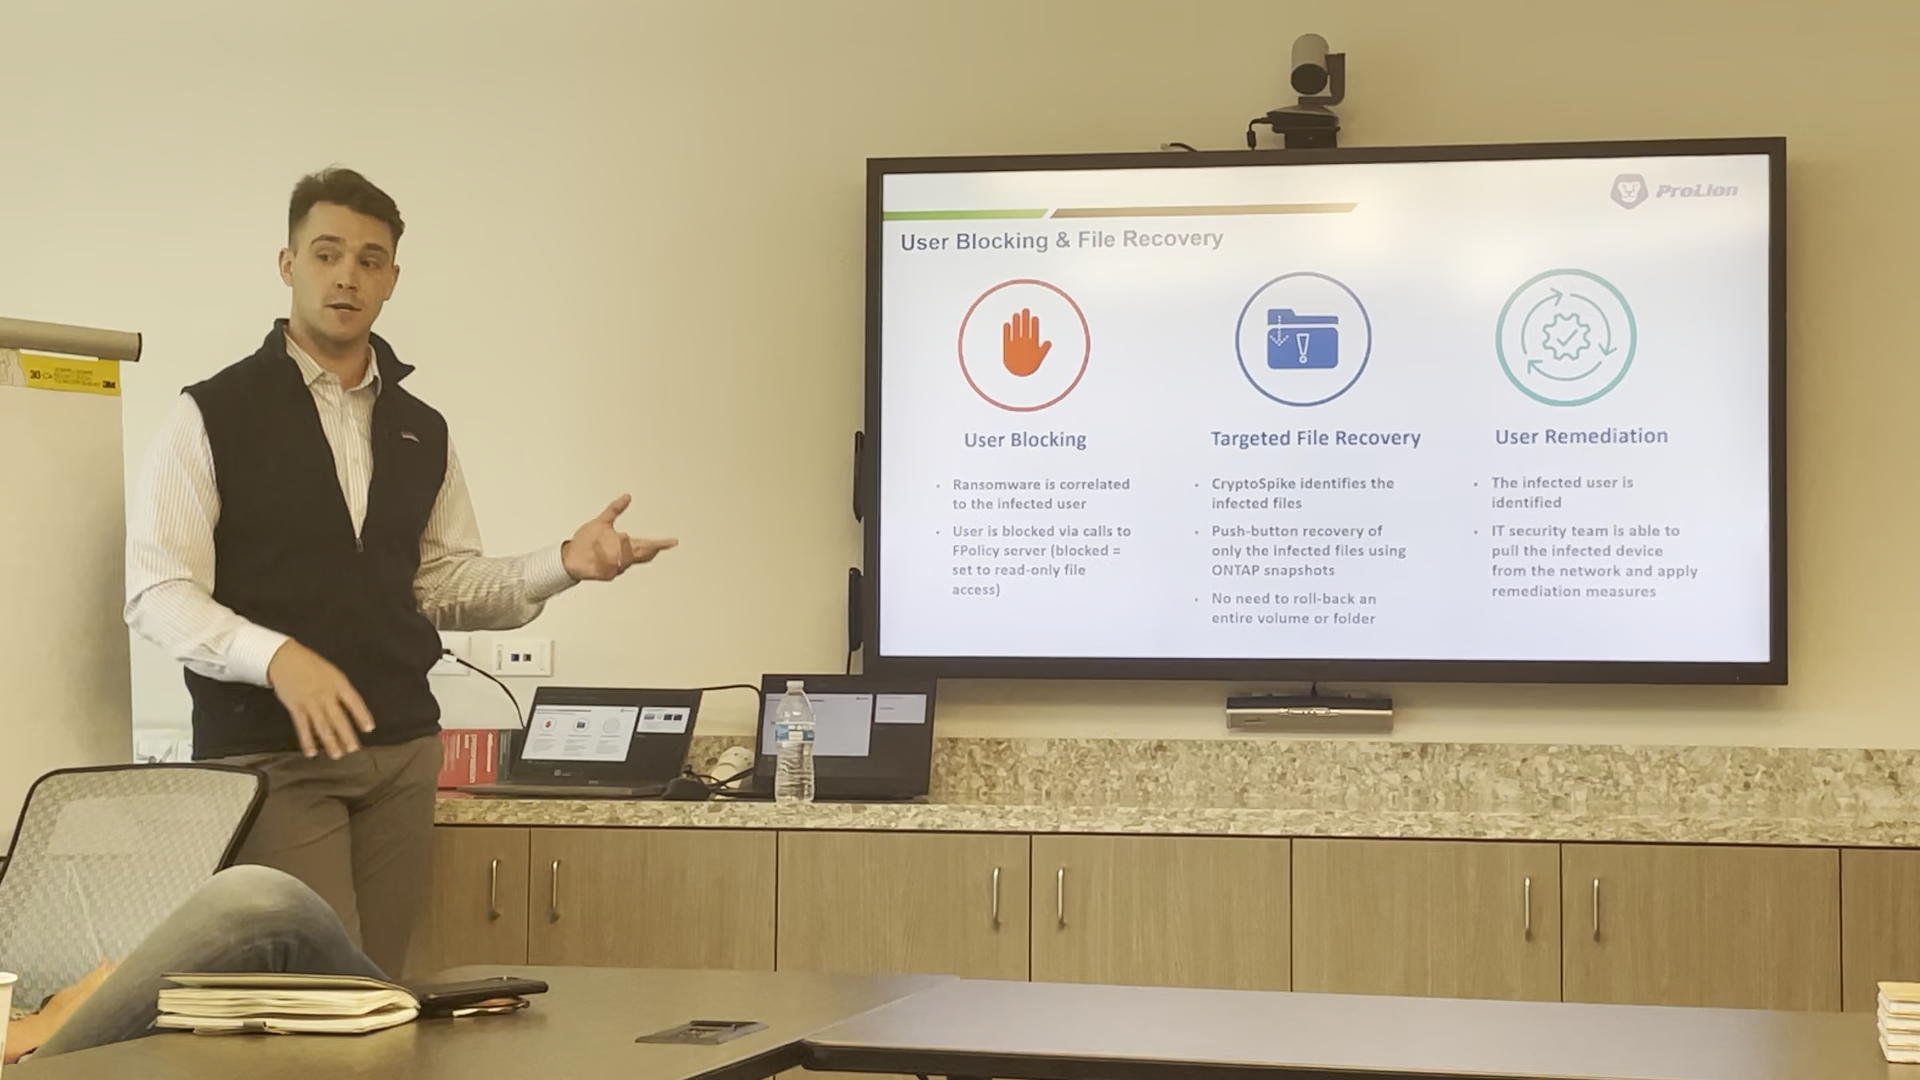 ProLion
User Blocking & File Recovery
User Blocking
Ransomware is correlated
to the infected user
User is blocked via calls to
FPolicy server (blocked =
set to read-only file
access)
Targeted File Recovery
CryptoSpike identifies the
infected files
Push-button recovery of
only the infected files using
ONTAP snapshots
No need to roll-back an
entire volume or folder
User Remediation
The infected user is
identified
IT security team is able to
pull the infected device
from the network and apply
remediation measures
30
3M